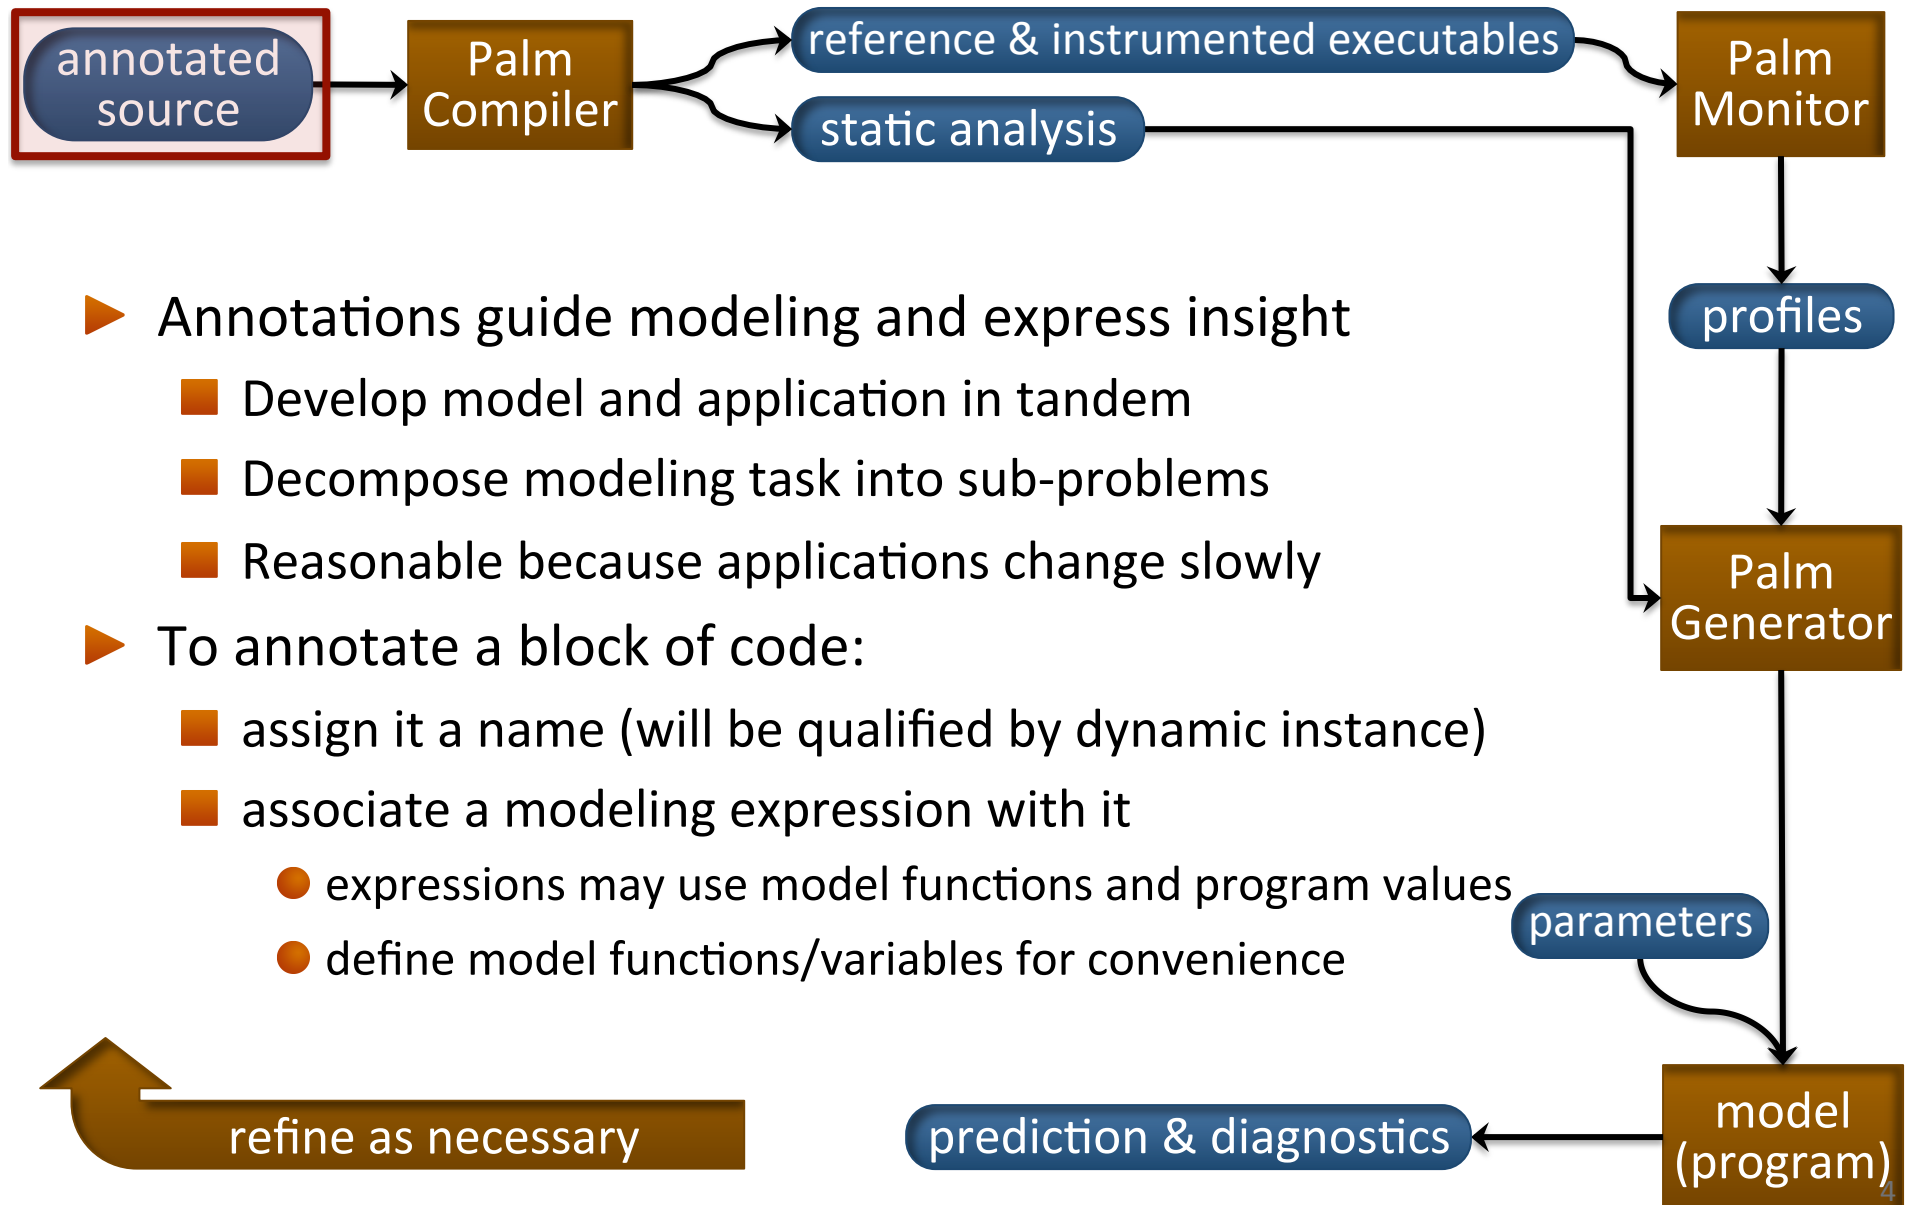 annotated
source
Palm
Compiler
reference & instrumented executables
static analysis
Palm
Monitor
profiles
Annotations guide modeling and express insight
Develop model and application in tandem
Decompose modeling task into sub-problems
Reasonable because applications change slowly
Palm
Generator
To annotate a block of code:
assign it a name (will be qualified by dynamic instance)
associate a modeling expression with it
expressions may use model functions and program values
define model functions/variables for convenience
parameters
refine as necessary
prediction & diagnostics
model
(program)
4